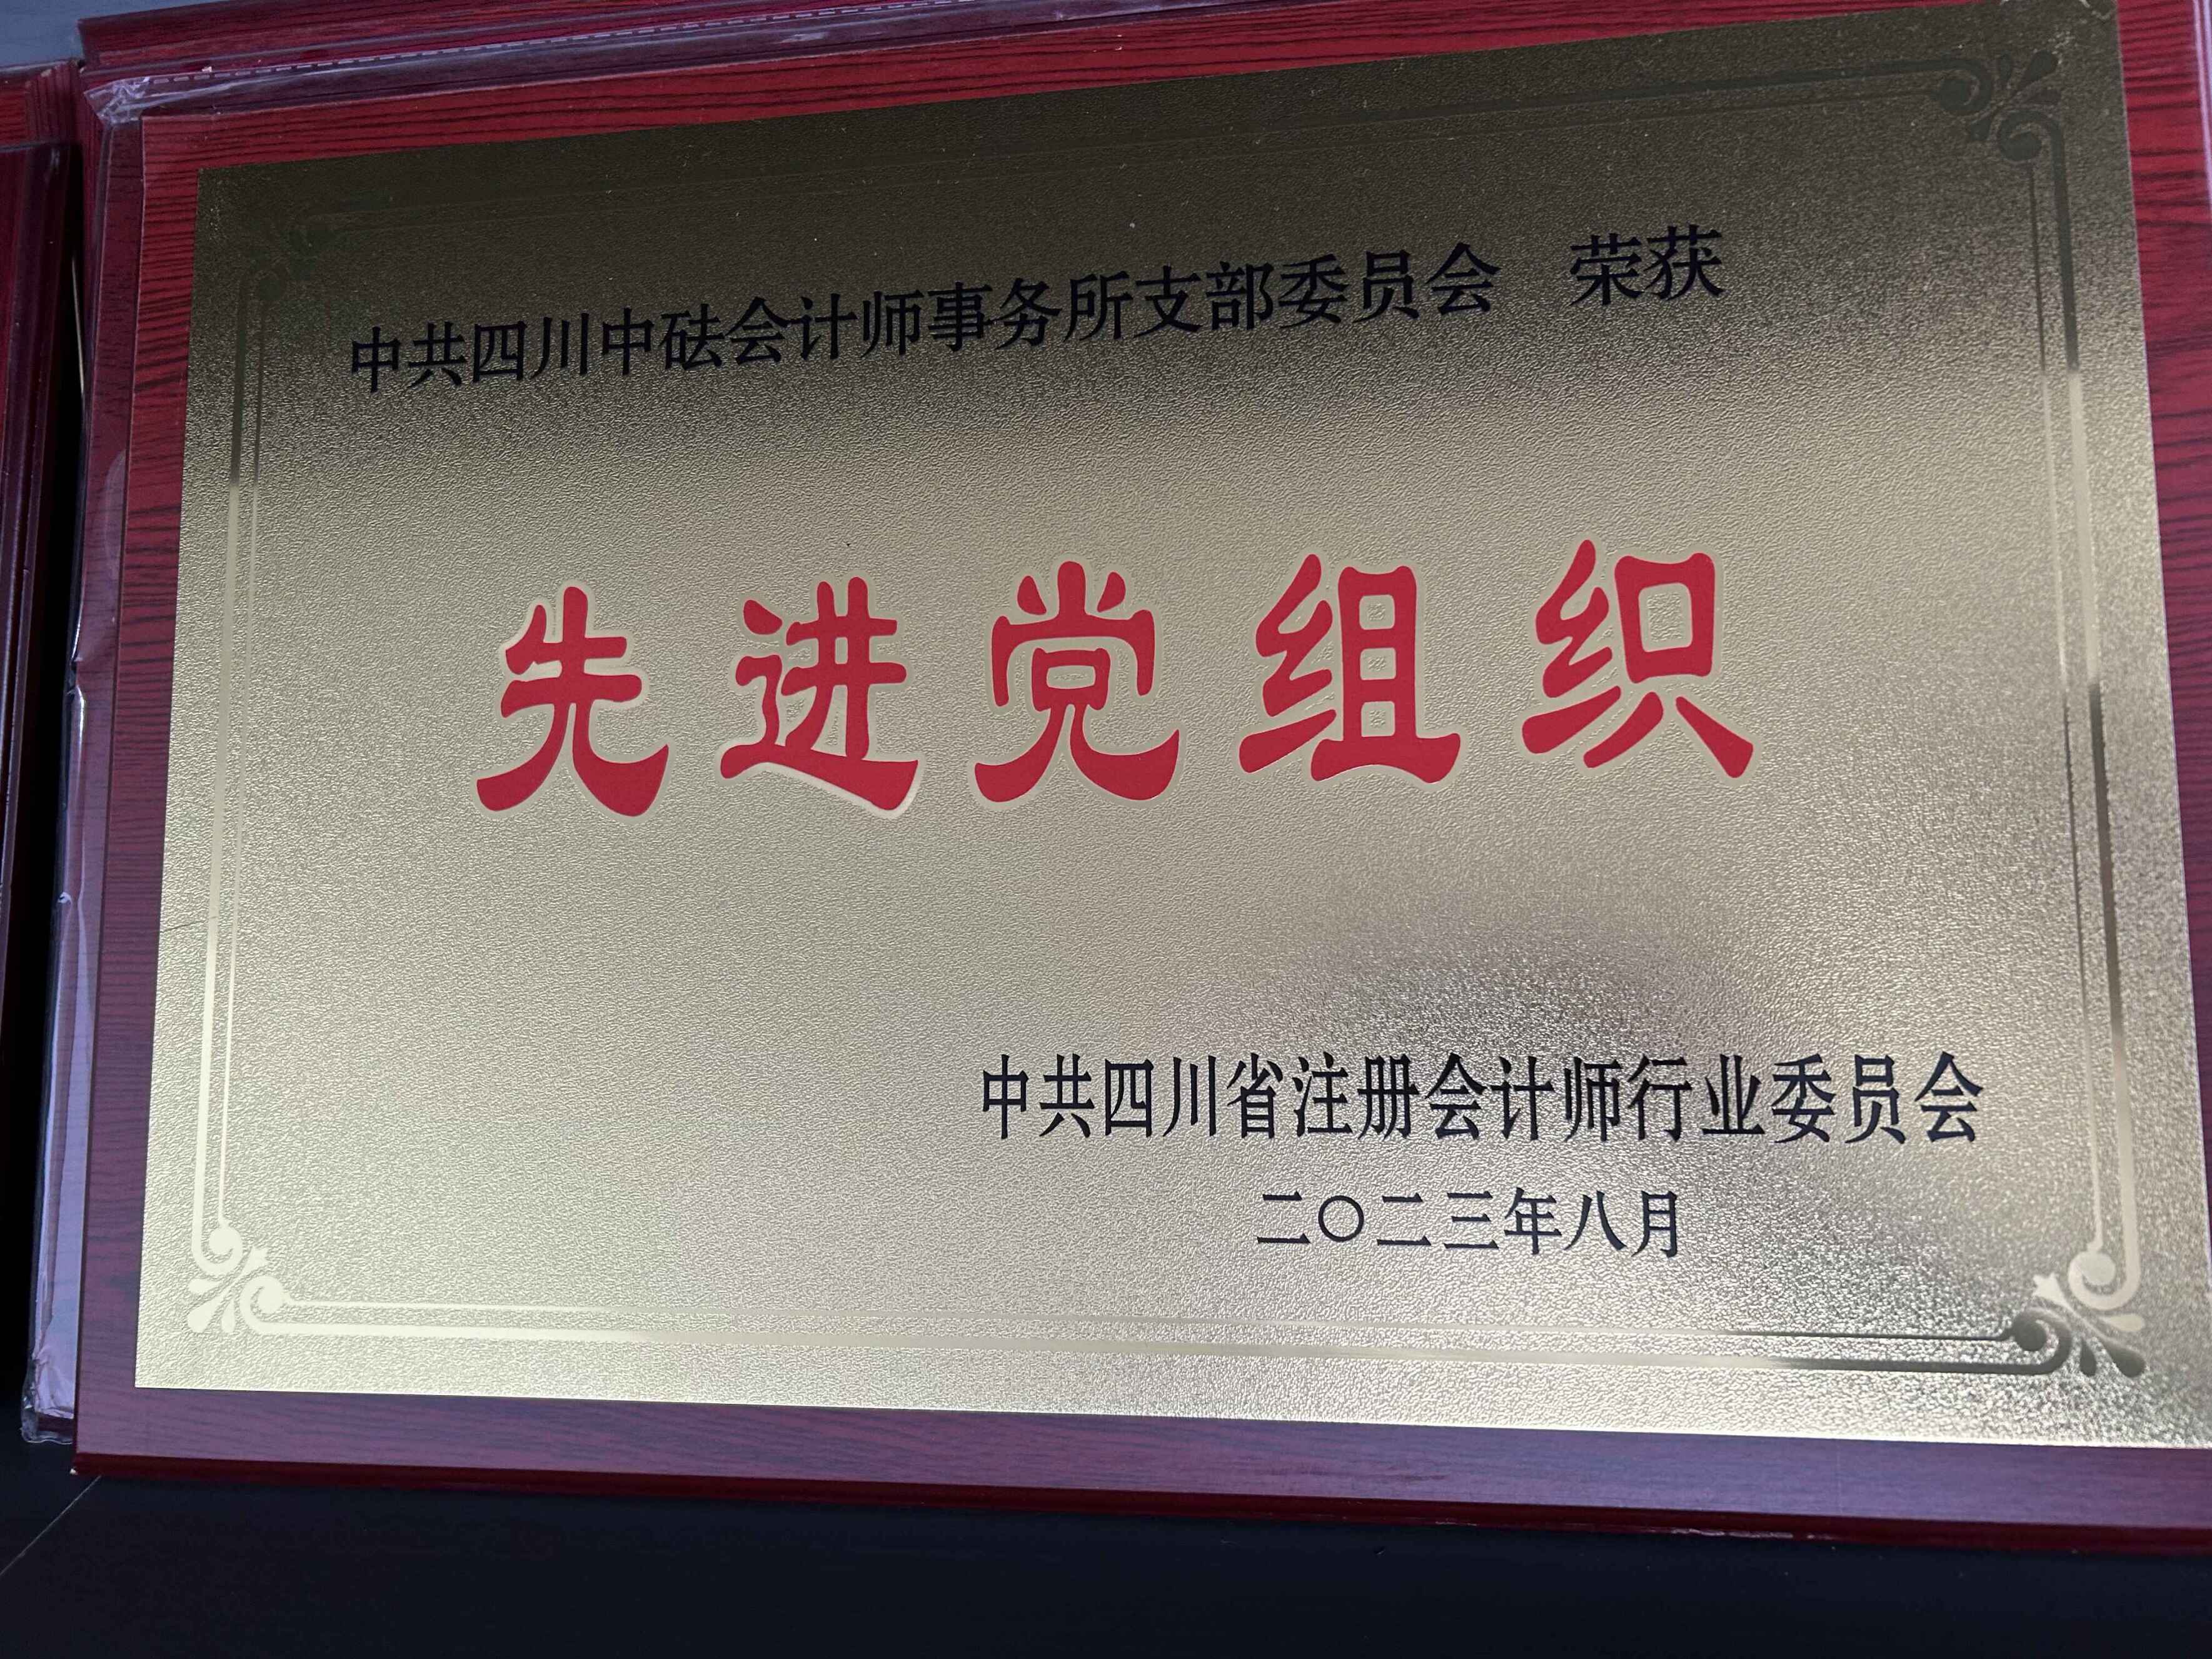 中共四川中砝会计师事务所支部委员会 荣获
先进党组织
中共四川省注册会计师行业委员会
二〇二三年八月